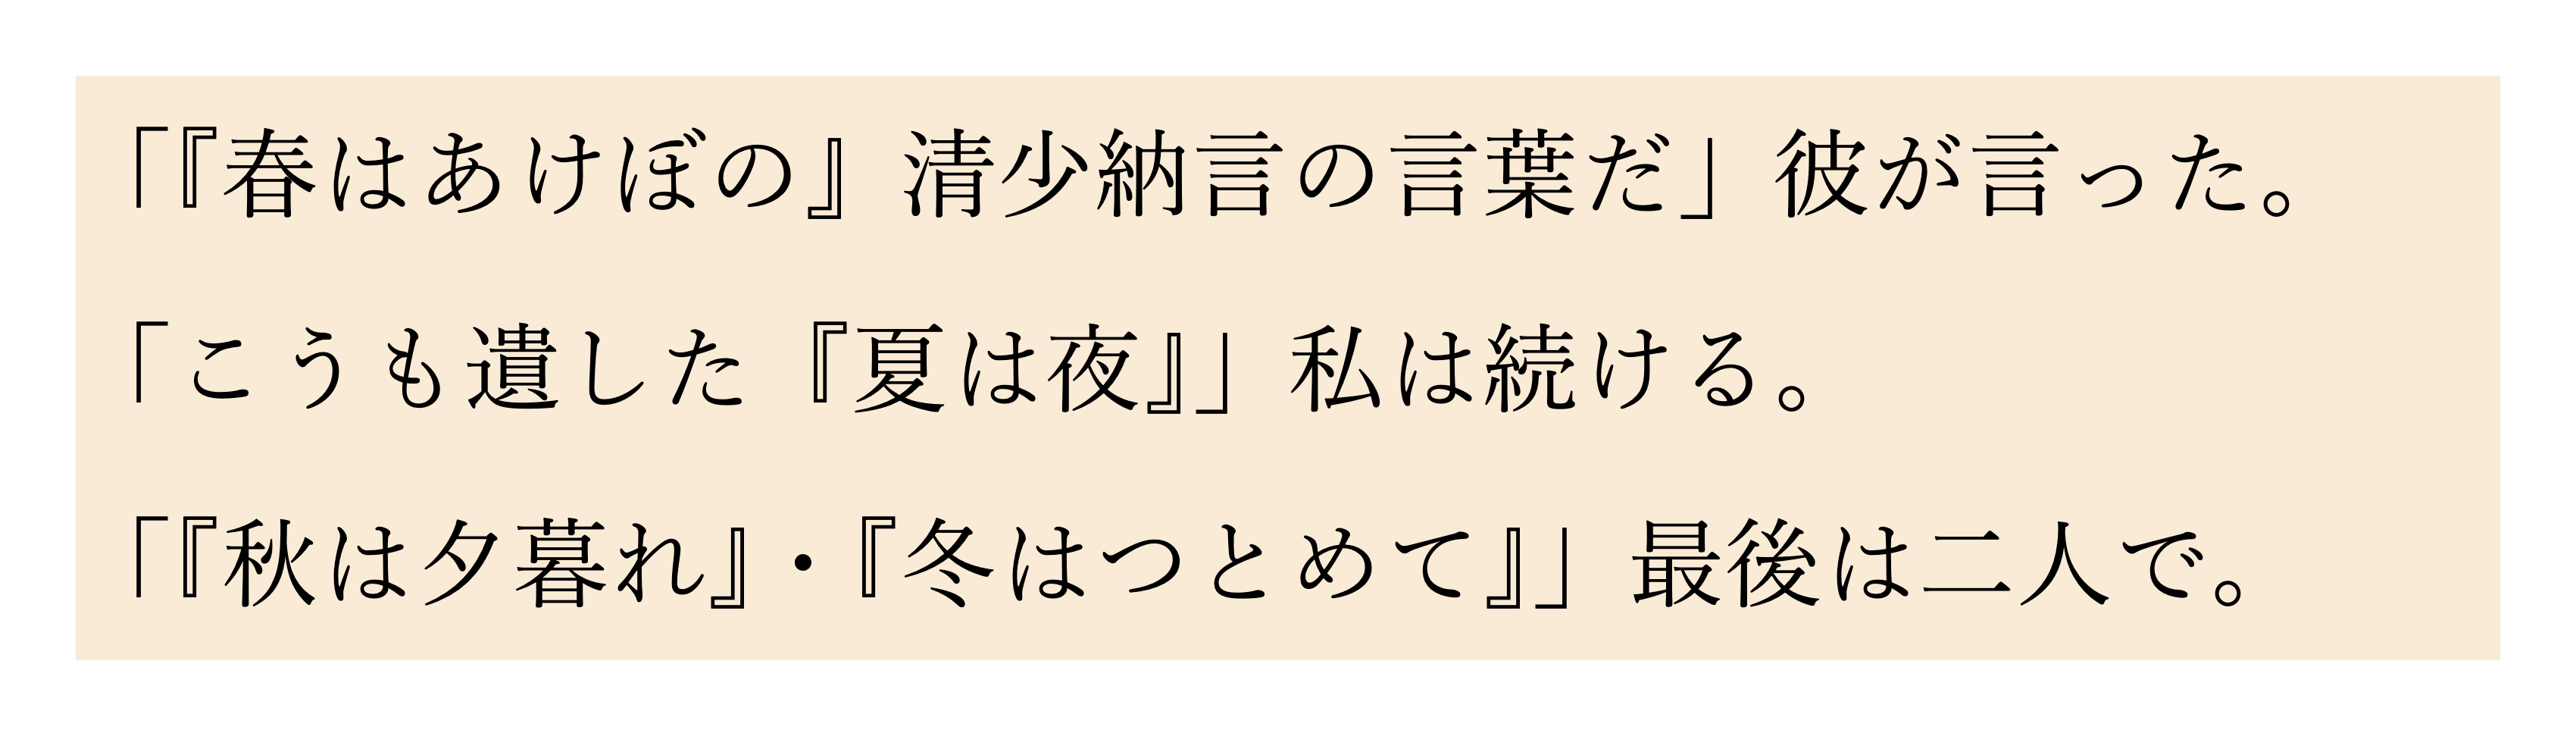 「『春はあけぼの』清少納言の言葉だ」彼が言った。
「こうも遺した『夏は夜』」私は続ける。
「『秋は夕暮れ』・『冬はつとめて』」最後は二人で。